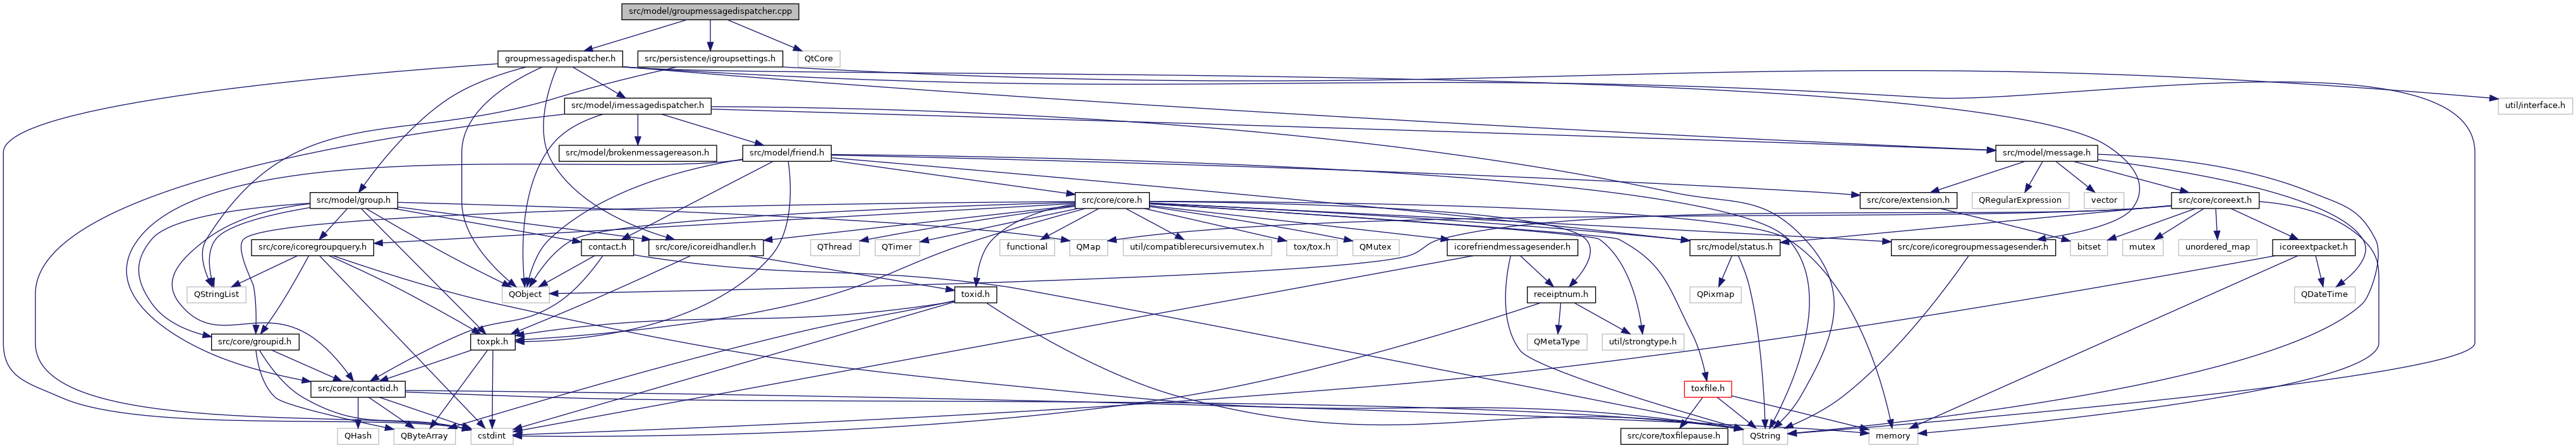 src/model/groupmessagedispatcher.cpp
groupmessagedispatcher.h
src/persistence/igroupsettings.h
QtCore
src/model/imessagedispatcher.h
util/interface.h
src/model/brokenmessagereason.h
src/model/friend.h
src/model/message.h
src/model/group.h
src/core/core.h
src/core/extension.h
QRegularExpression
vector
src/core/coreext.h
src/core/icoregroupquery.h
contact.h
src/core/icoreidhandler.h
QThread
QTimer
functional
QMap
util/compatiblerecursivemutex.h
tox/tox.h
QMutex
icorefriendmessagesender.h
src/model/status.h
src/core/icoregroupmessagesender.h
bitset
mutex
unordered_map
icoreextpacket.h
QStringList
QObject
toxid.h
receiptnum.h
QPixmap
QDateTime
src/core/groupid.h
toxpk.h
QMetaType
util/strongtype.h
src/core/contactid.h
toxfile.h
QHash
QByteArray
cstdint
src/core/toxfilepause.h
QString
memory